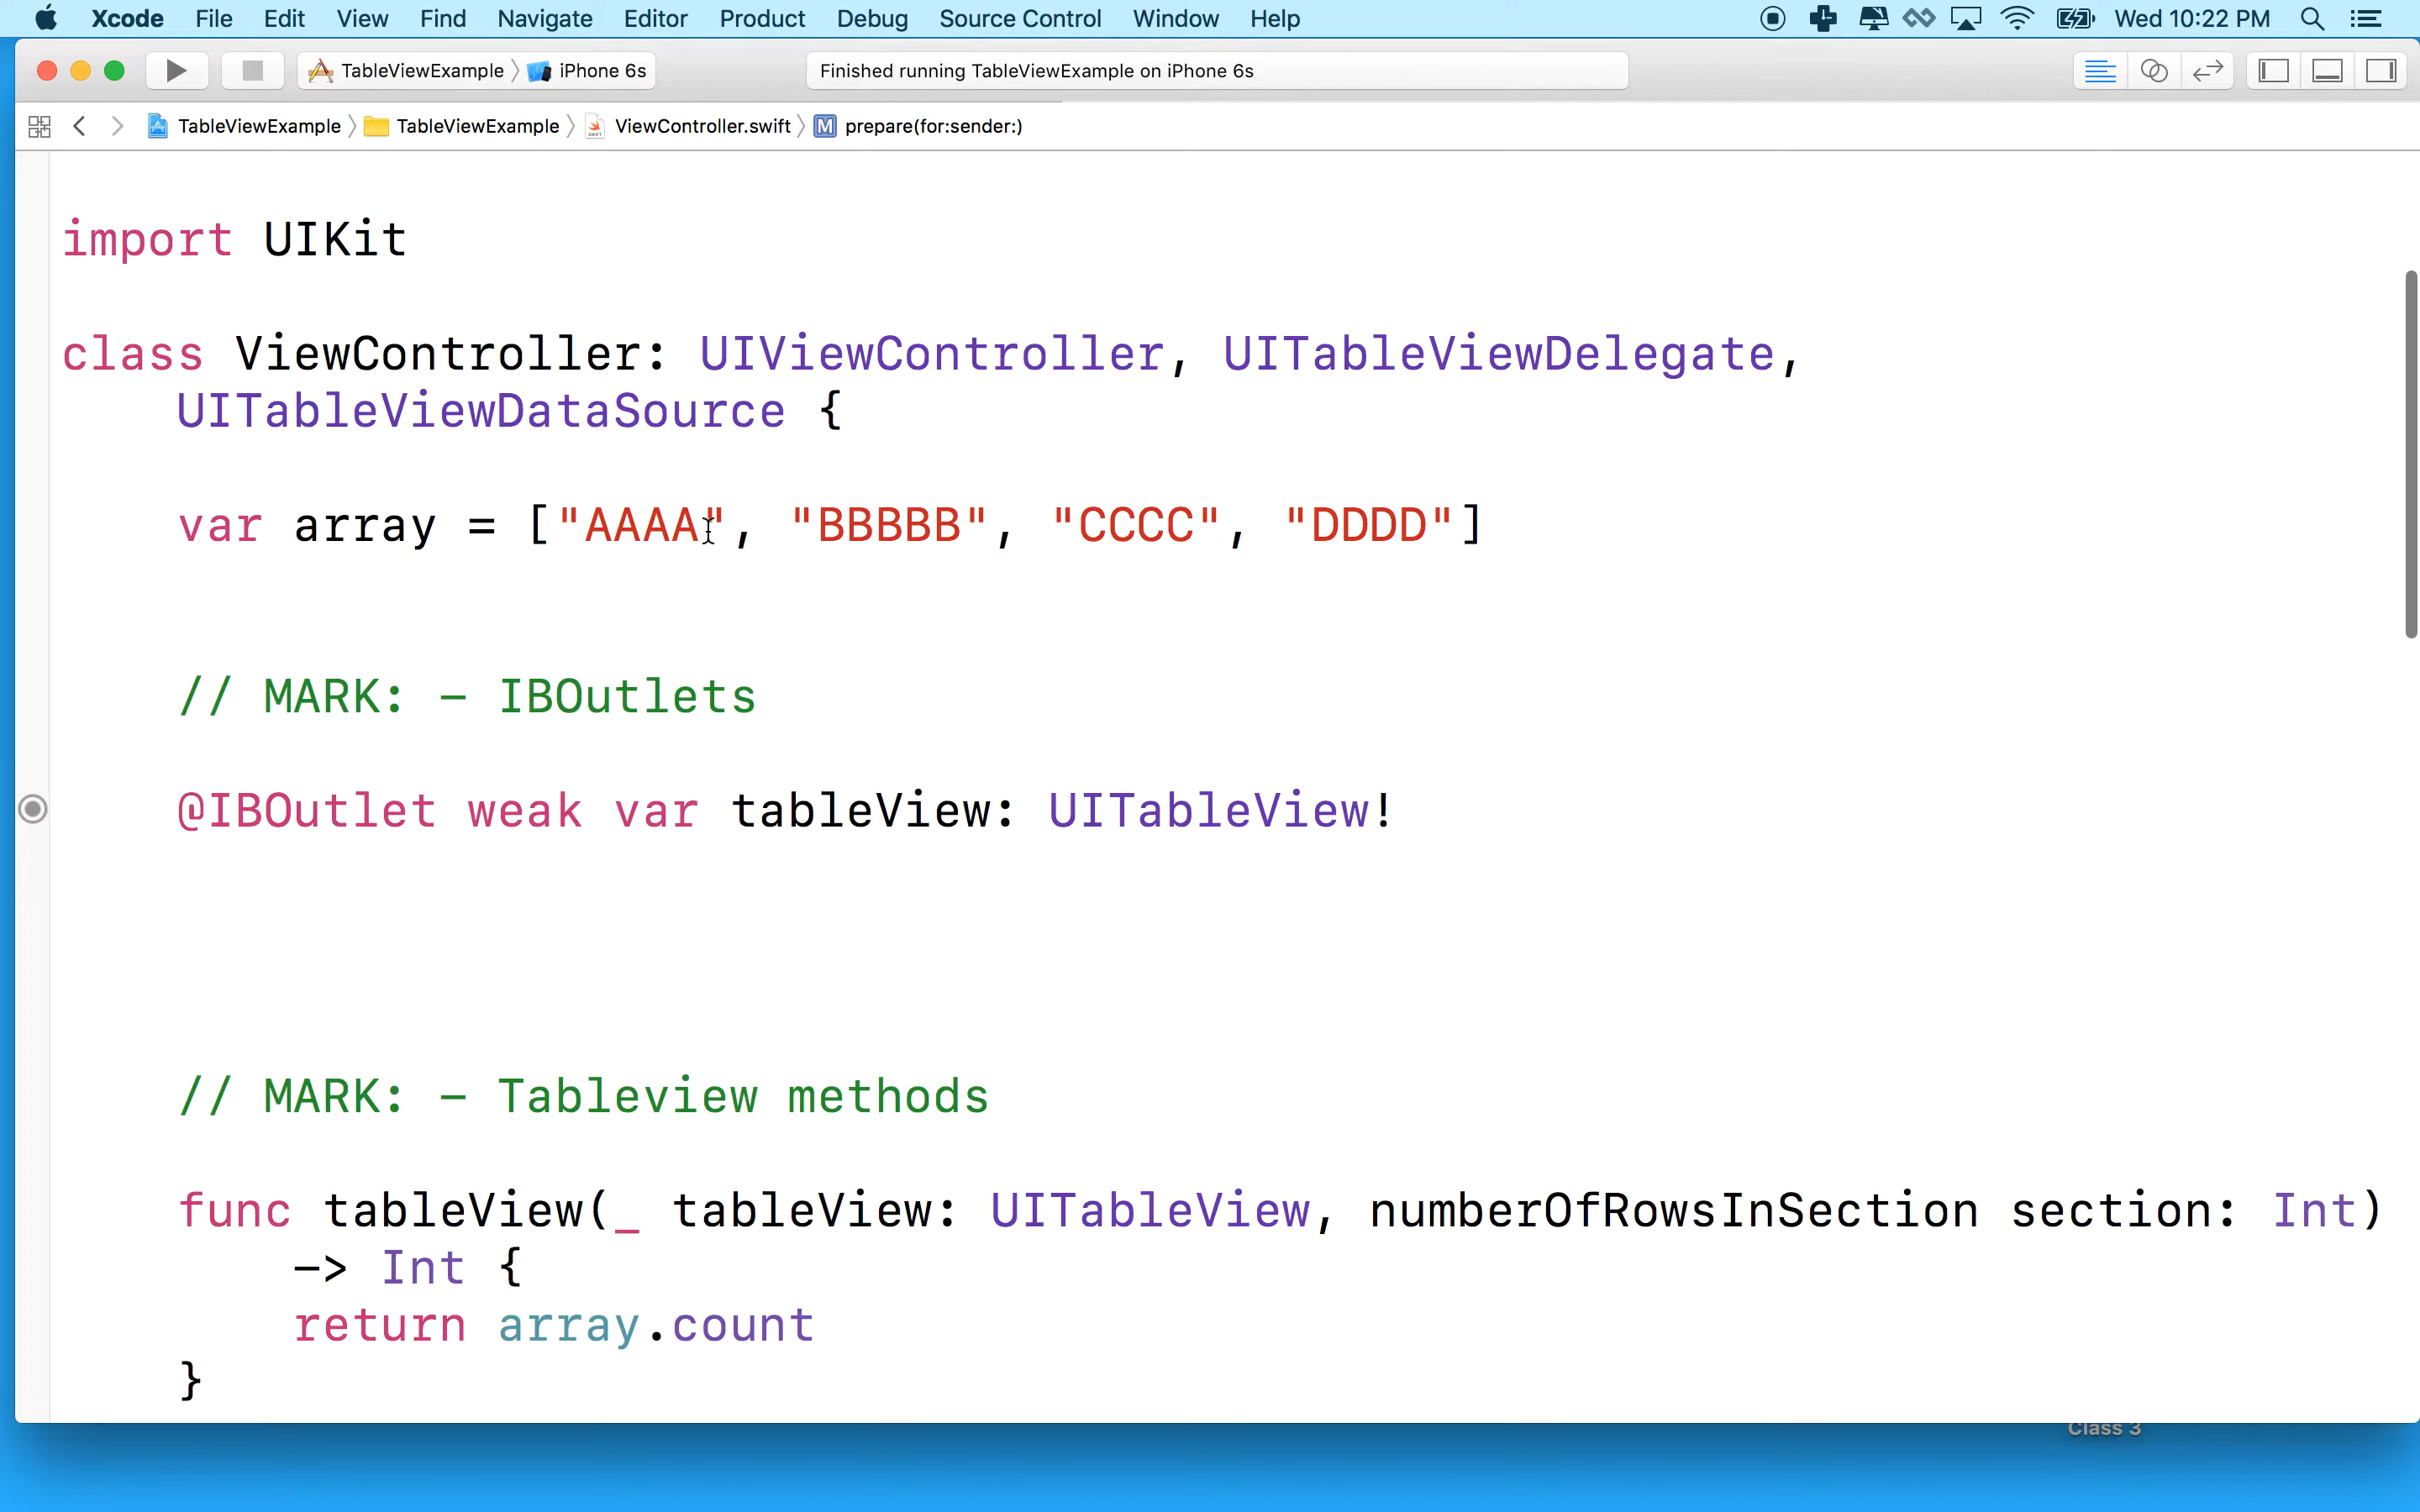 Xcode File Edit View Find Navigate Editor Product Debug Source Control Window Help Wed 10:22 PM
TableViewExample iPhone 6s Finished running TableViewExample on iPhone 6s
TableViewExample TableViewExample ViewController.swift M prepare(for:sender:)
import UIKit
class ViewController: UIViewController, UITableViewDelegate,
UITableViewDataSource {
var array = ["AAAA", "BBBBB", "CCCC", "DDDD"]
// MARK: - IBOutlets
@IBOutlet weak var tableView: UITableView!
// MARK: - Tableview methods
func tableView(_ tableView: UITableView, numberOfRowsInSection section: Int)
-> Int {
return array.count
}
Class 3